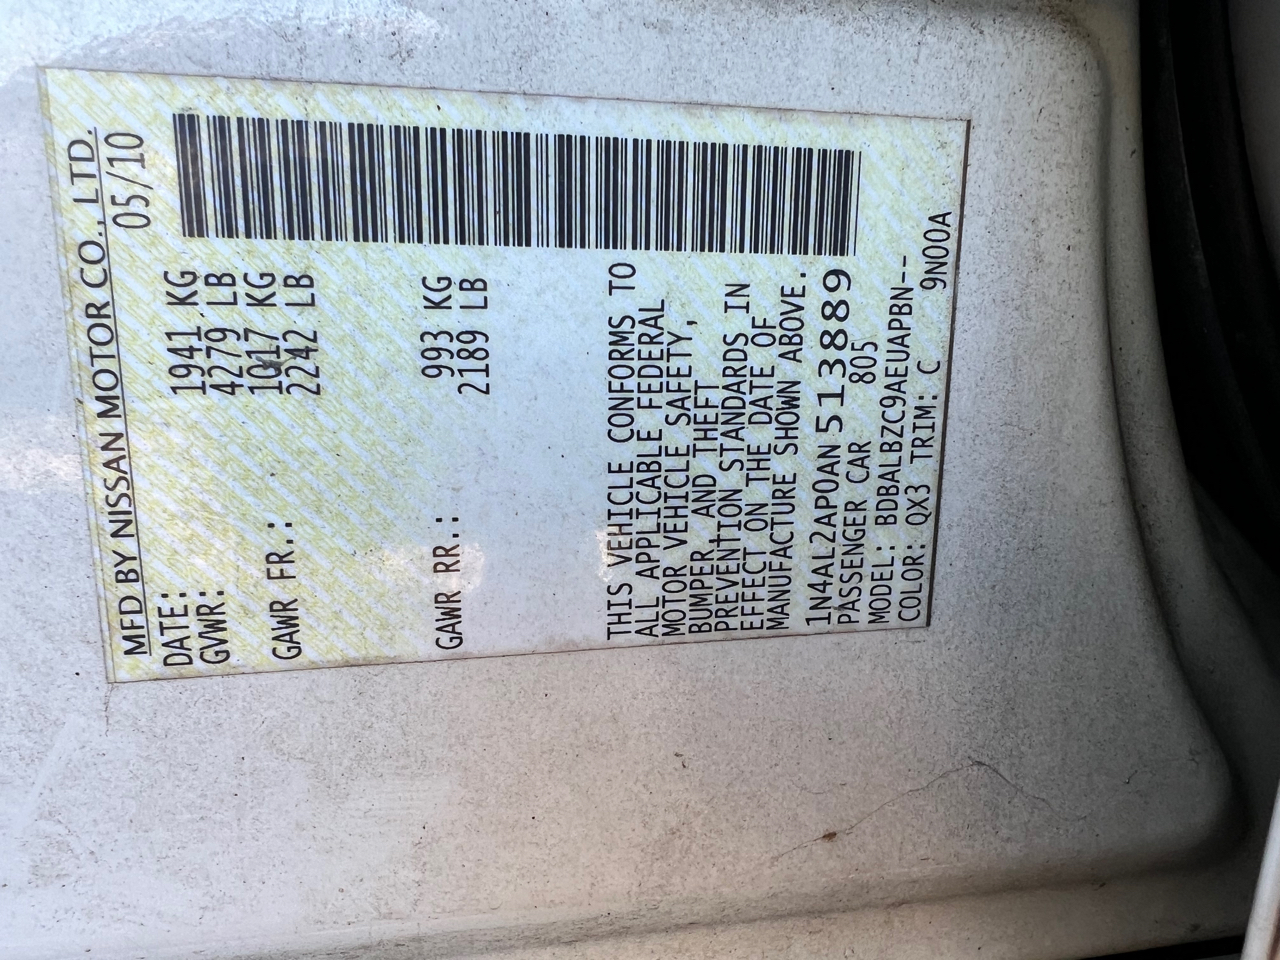 MFD BY NISSAN MOTOR CO., LTD.
DATE: 05/10
GVWR: 1941 KG
4279 LB
GAWR FR.: 1017 KG
2242 LB
GAWR RR.: 993 KG
2189 LB
THIS VEHICLE CONFORMS TO
ALL APPLICABLE FEDERAL
MOTOR VEHICLE SAFETY,
BUMPER, AND THEFT
PREVENTION STANDARDS IN
EFFECT ON THE DATE OF
MANUFACTURE SHOWN ABOVE.
1N4AL2AP0AN513889
PASSENGER CAR 805
MODEL: BDBALBZC9AEUAPBN--
COLOR: QX3 TRIM: C 9N00A